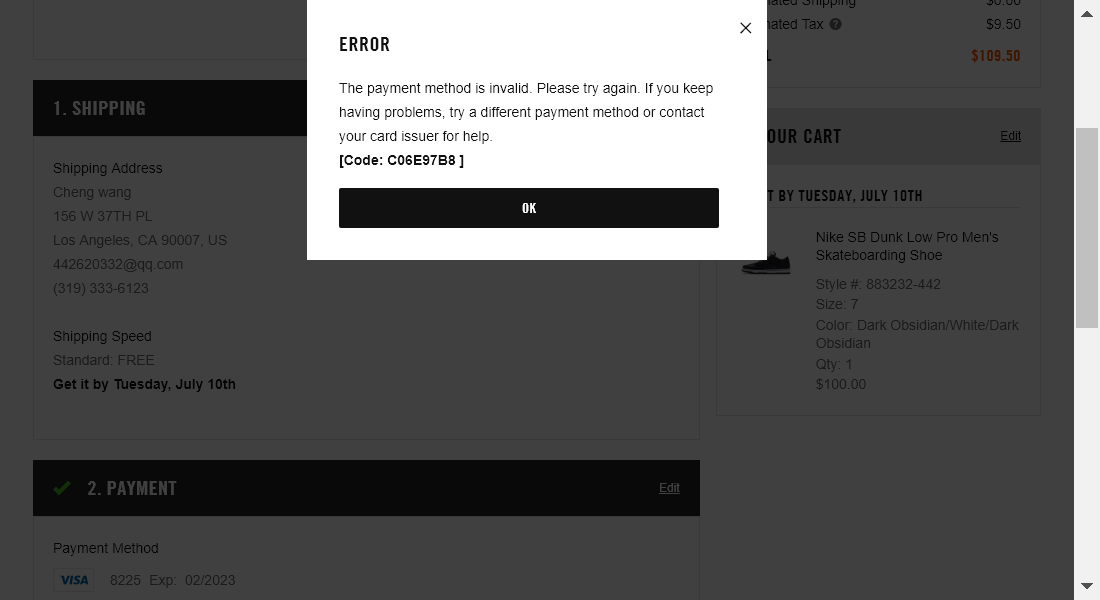 ated Shipping $0.00
ated Tax ? $9.50
L $109.50
ERROR
The payment method is invalid. Please try again. If you keep
having problems, try a different payment method or contact
your card issuer for help.
[Code: C06E97B8 ]
OK
1. SHIPPING
Shipping Address
Cheng wang
156 W 37TH PL
Los Angeles, CA 90007, US
442620332@qq.com
(319) 333-6123
Shipping Speed
Standard: FREE
Get it by Tuesday, July 10th
2. PAYMENT Edit
Payment Method
VISA 8225 Exp: 02/2023
OUR CART Edit
T BY TUESDAY, JULY 10TH
Nike SB Dunk Low Pro Men's
Skateboarding Shoe
Style #: 883232-442
Size: 7
Color: Dark Obsidian/White/Dark
Obsidian
Qty: 1
$100.00